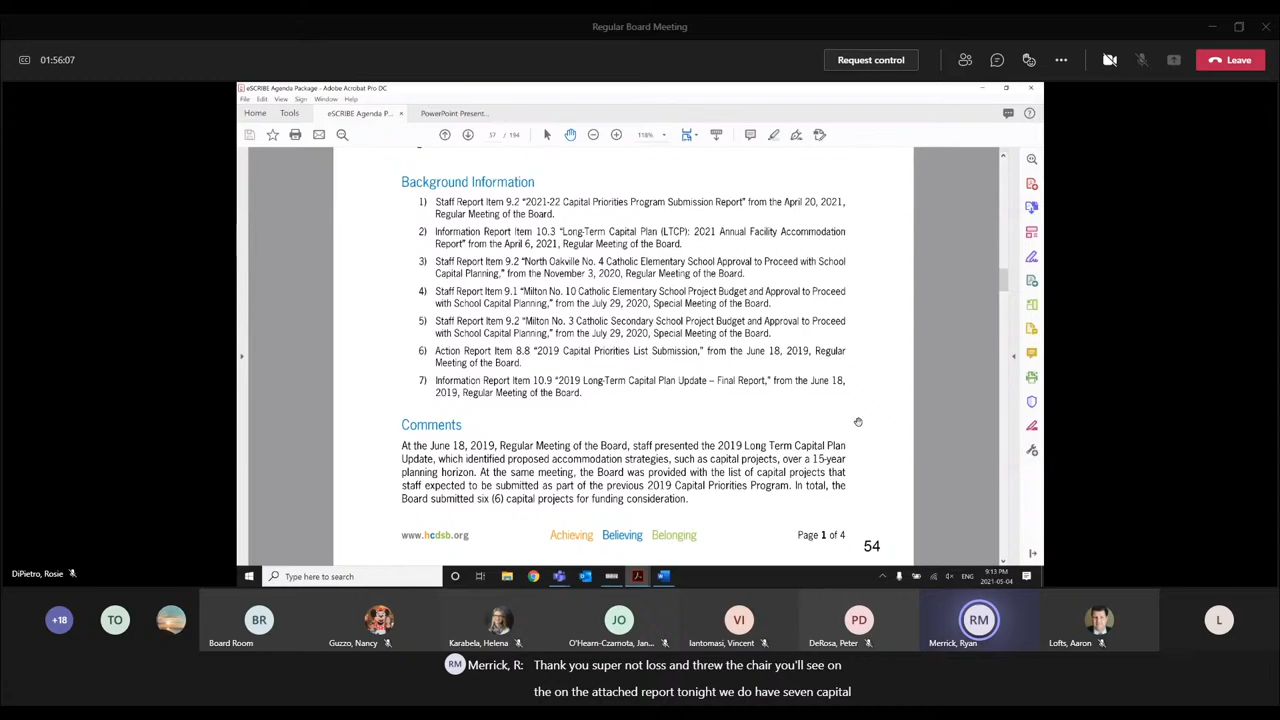 Regular Board Meeting
01:56:07
Request control
Leave
eSCRIBE Agenda Package - Adobe Acrobat Pro DC
File Edit View Sign Window Help
Home Tools eSCRIBE Agenda P... × PowerPoint Present...
57 / 194 118%
Background Information
1) Staff Report Item 9.2 “2021-22 Capital Priorities Program Submission Report” from the April 20, 2021,
Regular Meeting of the Board.
2) Information Report Item 10.3 “Long-Term Capital Plan (LTCP): 2021 Annual Facility Accommodation
Report” from the April 6, 2021, Regular Meeting of the Board.
3) Staff Report Item 9.2 “North Oakville No. 4 Catholic Elementary School Approval to Proceed with School
Capital Planning,” from the November 3, 2020, Regular Meeting of the Board.
4) Staff Report Item 9.1 “Milton No. 10 Catholic Elementary School Project Budget and Approval to Proceed
with School Capital Planning,” from the July 29, 2020, Special Meeting of the Board.
5) Staff Report Item 9.2 “Milton No. 3 Catholic Secondary School Project Budget and Approval to Proceed
with School Capital Planning,” from the July 29, 2020, Special Meeting of the Board.
6) Action Report Item 8.8 “2019 Capital Priorities List Submission,” from the June 18, 2019, Regular
Meeting of the Board.
7) Information Report Item 10.9 “2019 Long-Term Capital Plan Update – Final Report,” from the June 18,
2019, Regular Meeting of the Board.
Comments
At the June 18, 2019, Regular Meeting of the Board, staff presented the 2019 Long Term Capital Plan
Update, which identified proposed accommodation strategies, such as capital projects, over a 15-year
planning horizon. At the same meeting, the Board was provided with the list of capital projects that
staff expected to be submitted as part of the previous 2019 Capital Priorities Program. In total, the
Board submitted six (6) capital projects for funding consideration.
www.hcdsb.org Achieving Believing Belonging Page 1 of 4
54
DiPietro, Rosie
Type here to search
ENG
9:13 PM
2021-05-04
+18 TO BR JO VI PD RM L
Board Room Guzzo, Nancy Karabela, Helena O'Hearn-Czarnota, Jan... Iantomasi, Vincent DeRosa, Peter Merrick, Ryan Lofts, Aaron
RM Merrick, R: Thank you super not loss and threw the chair you'll see on
the on the attached report tonight we do have seven capital